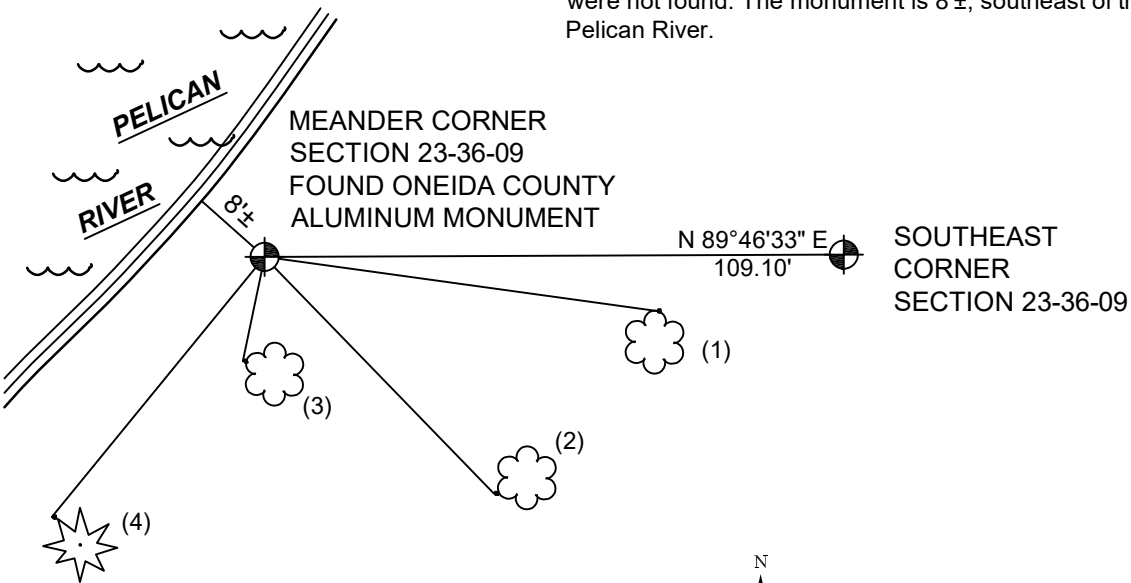 were not found. The monument is 8'±, southeast of th
Pelican River.
PELICAN
RIVER
MEANDER CORNER
SECTION 23-36-09
FOUND ONEIDA COUNTY
ALUMINUM MONUMENT
8'±
N 89°46'33" E
109.10'
SOUTHEAST
CORNER
SECTION 23-36-09
(1)
(3)
(2)
(4)
N